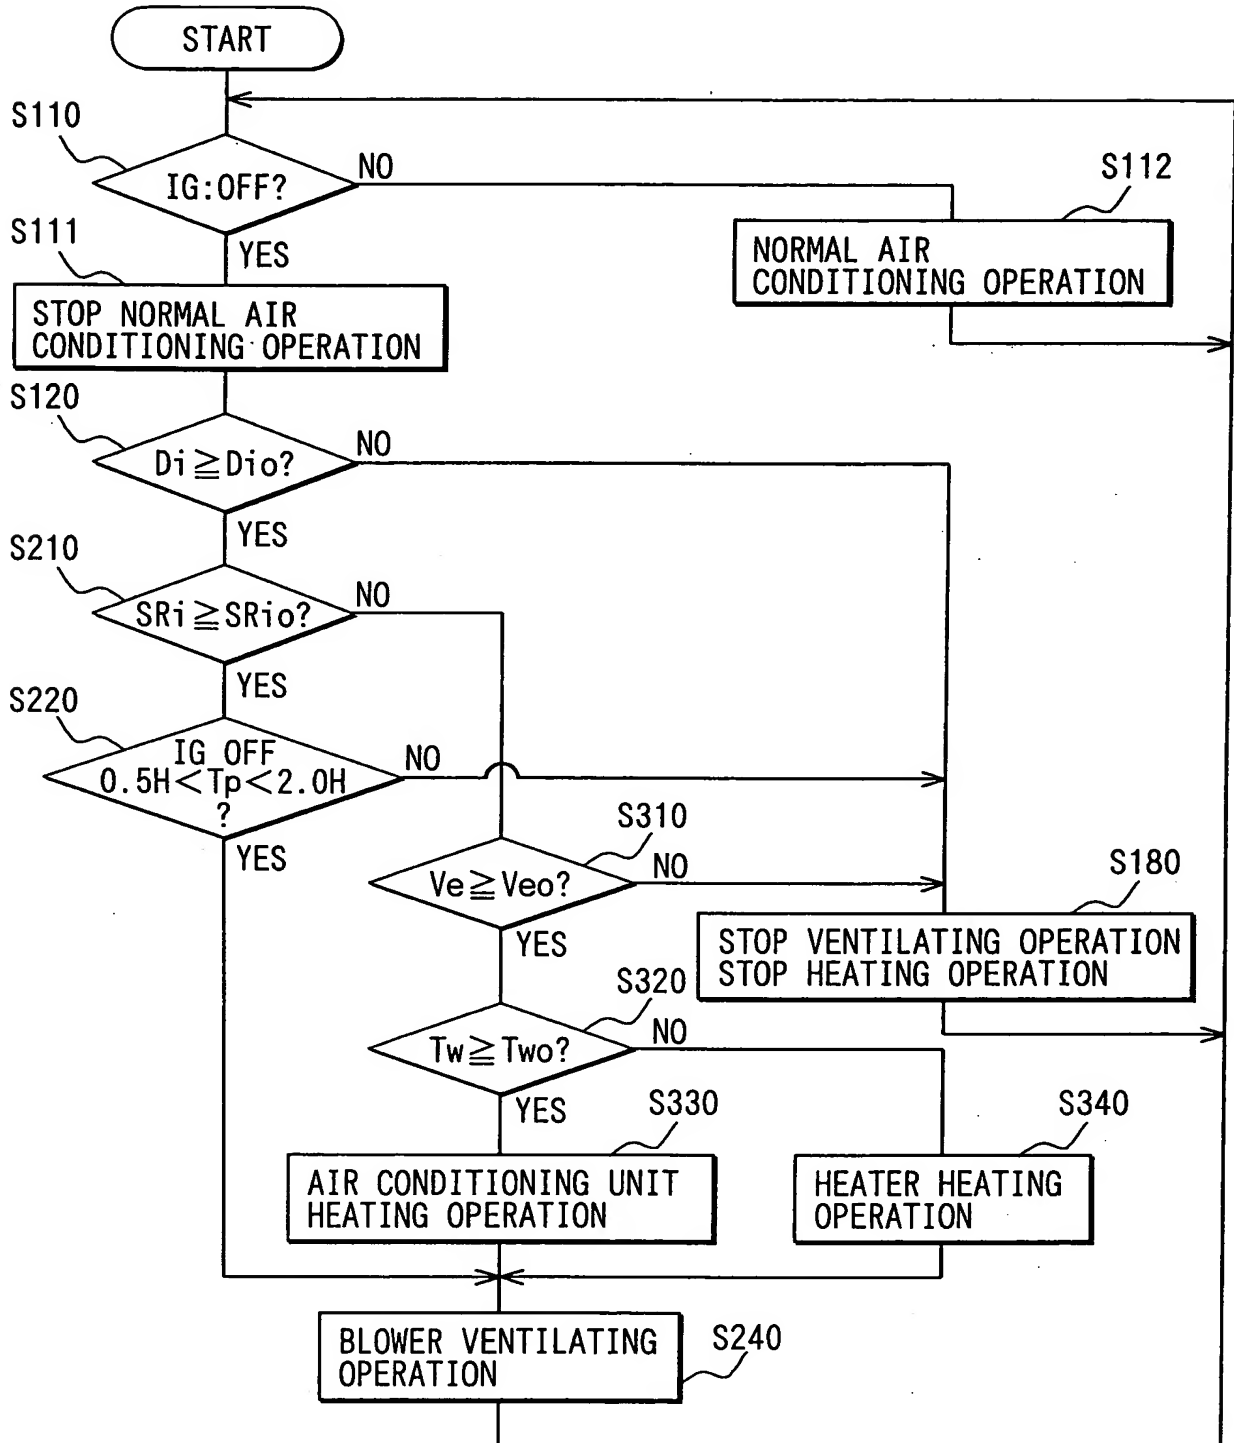 START
S110
IG:OFF?
NO
YES
S112
NORMAL AIR
CONDITIONING OPERATION
S111
STOP NORMAL AIR
CONDITIONING OPERATION
S120
Di≧Dio?
NO
YES
S210
SRi≧SRio?
NO
YES
S220
IG OFF
0.5H<Tp<2.0H
?
NO
YES
S310
Ve≧Veo?
NO
YES
S180
STOP VENTILATING OPERATION
STOP HEATING OPERATION
S320
Tw≧Two?
NO
YES
S330
AIR CONDITIONING UNIT
HEATING OPERATION
S340
HEATER HEATING
OPERATION
S240
BLOWER VENTILATING
OPERATION